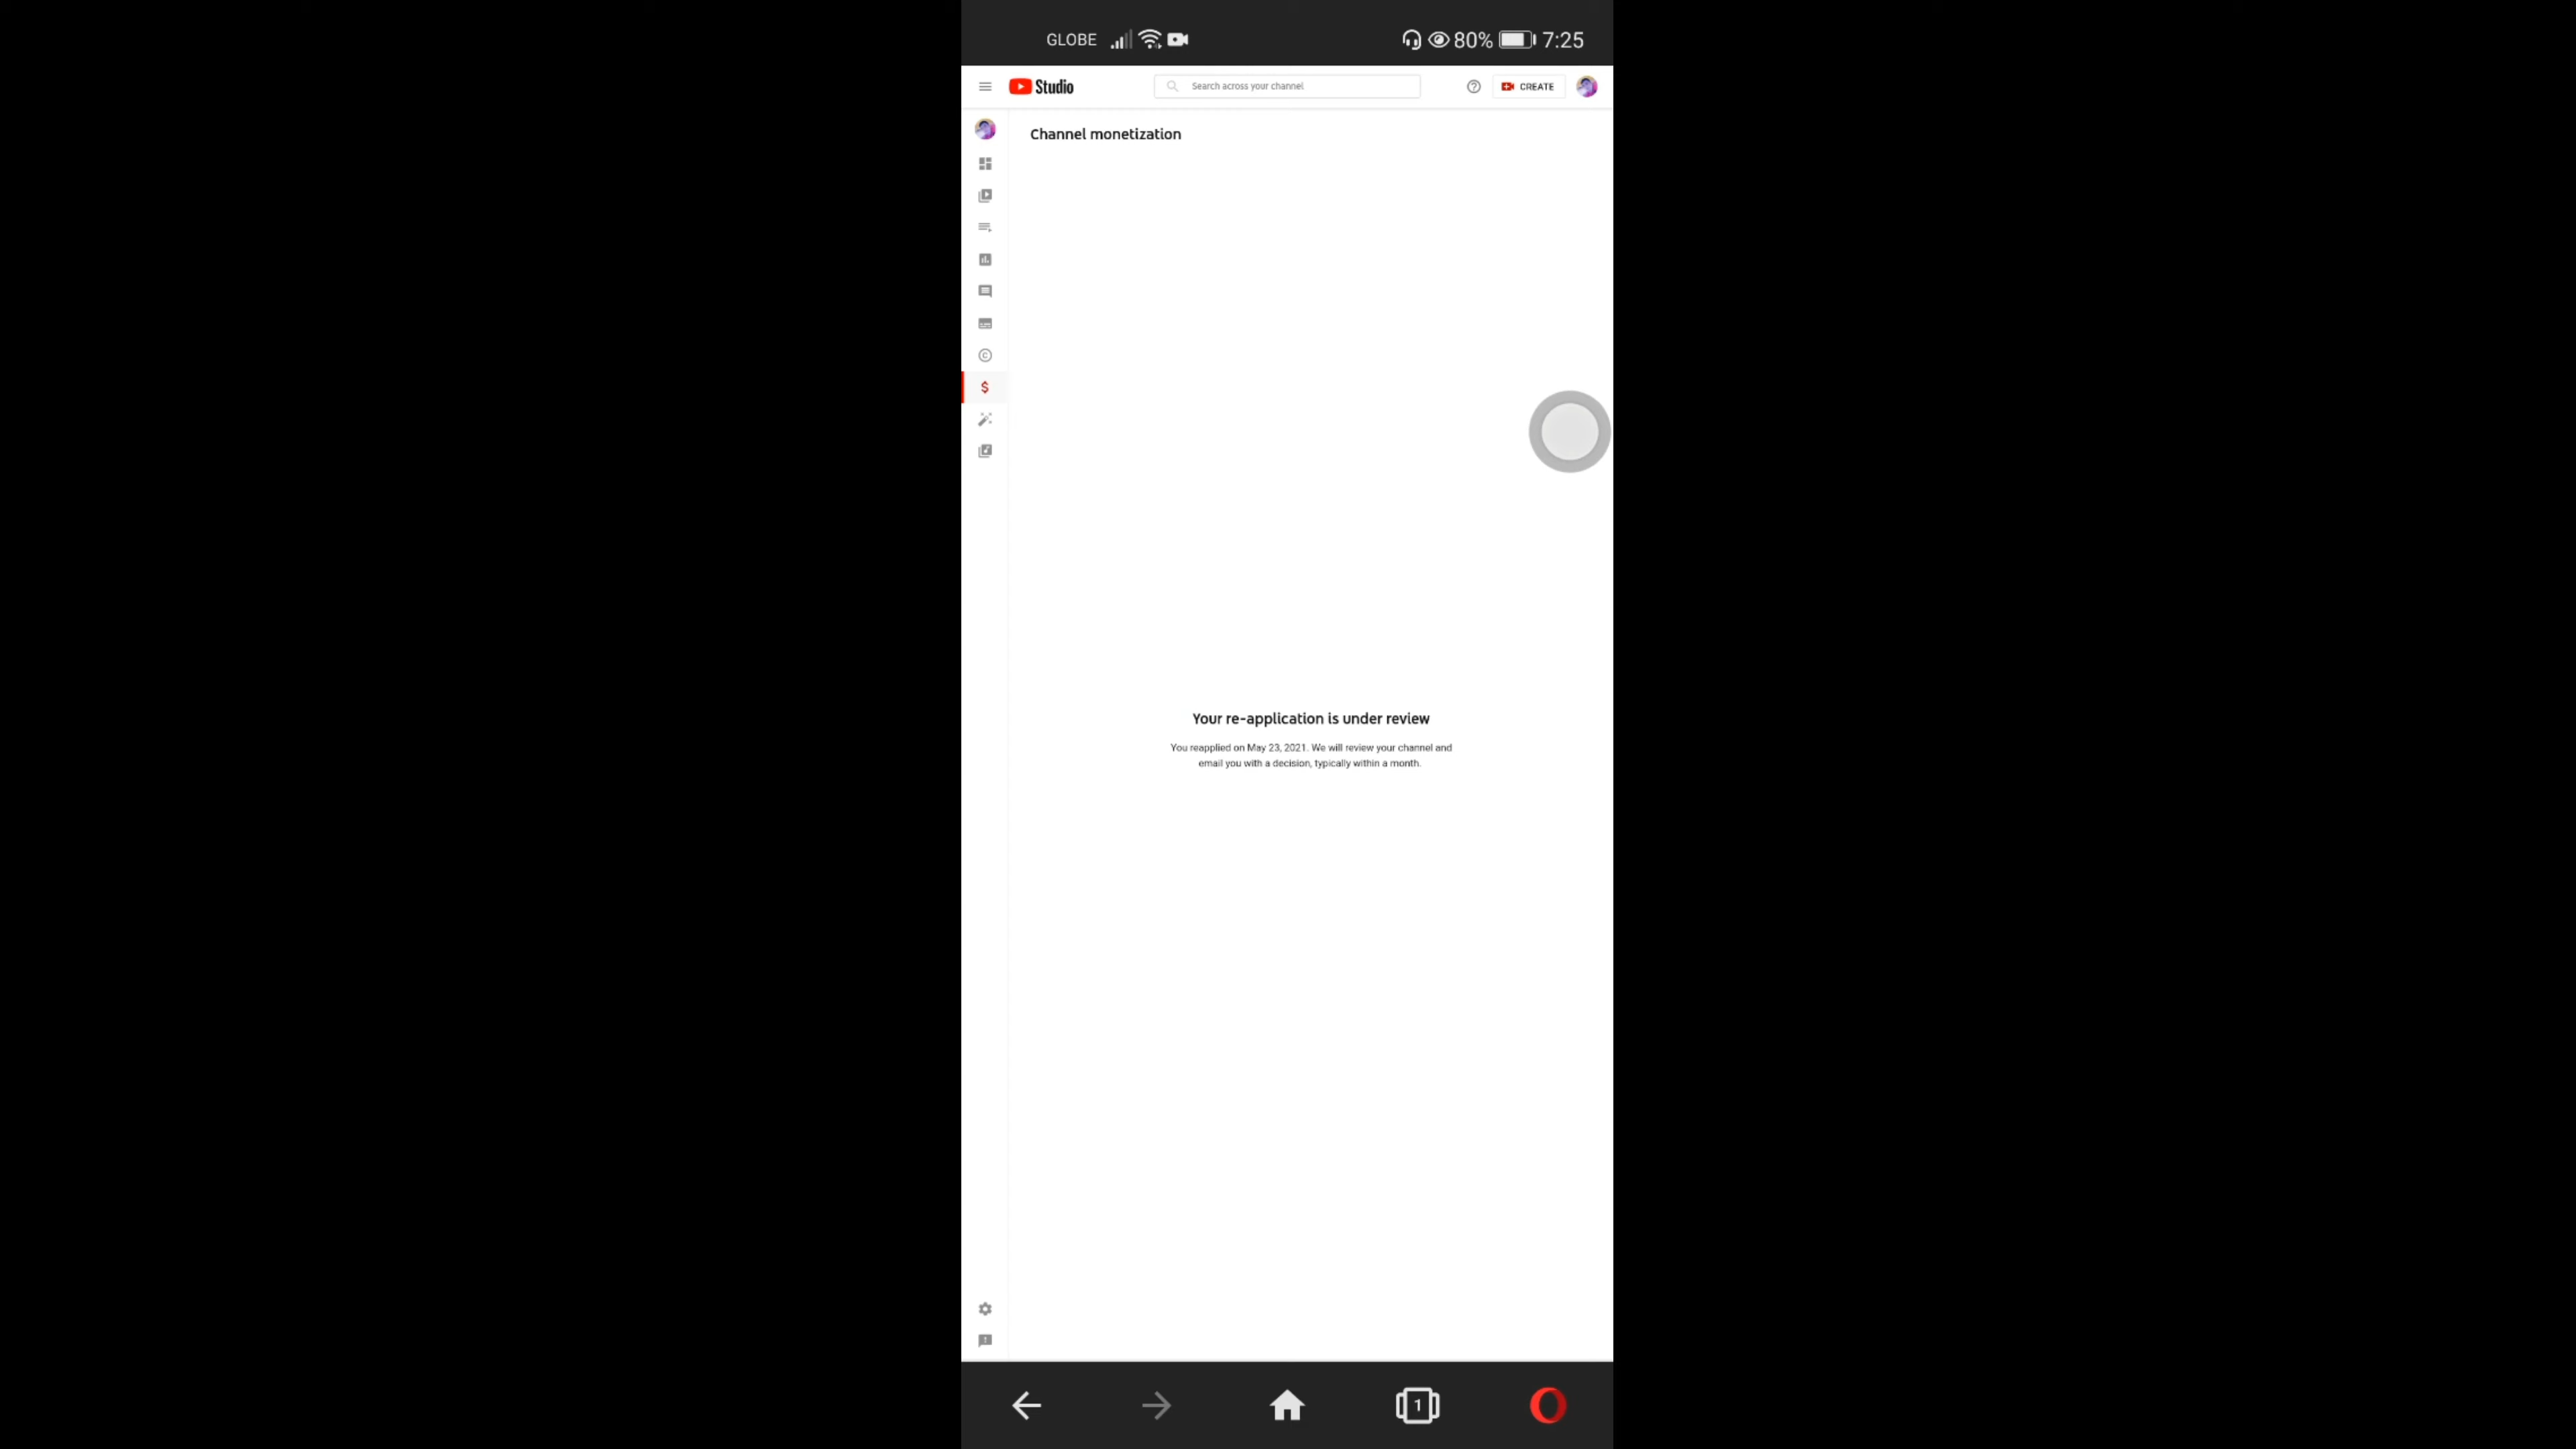 GLOBE 80% 7:25
Studio Search across your channel CREATE
Channel monetization
Your re-application is under review
You reapplied on May 23, 2021. We will review your channel and
email you with a decision, typically within a month.
1